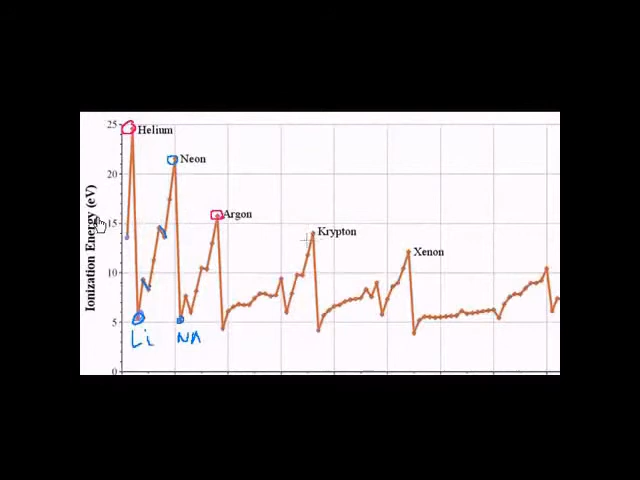 25
Helium
Neon
20
Argon
15
Krypton
Xenon
10
5
Li NA
0
Ionization Energy (eV)